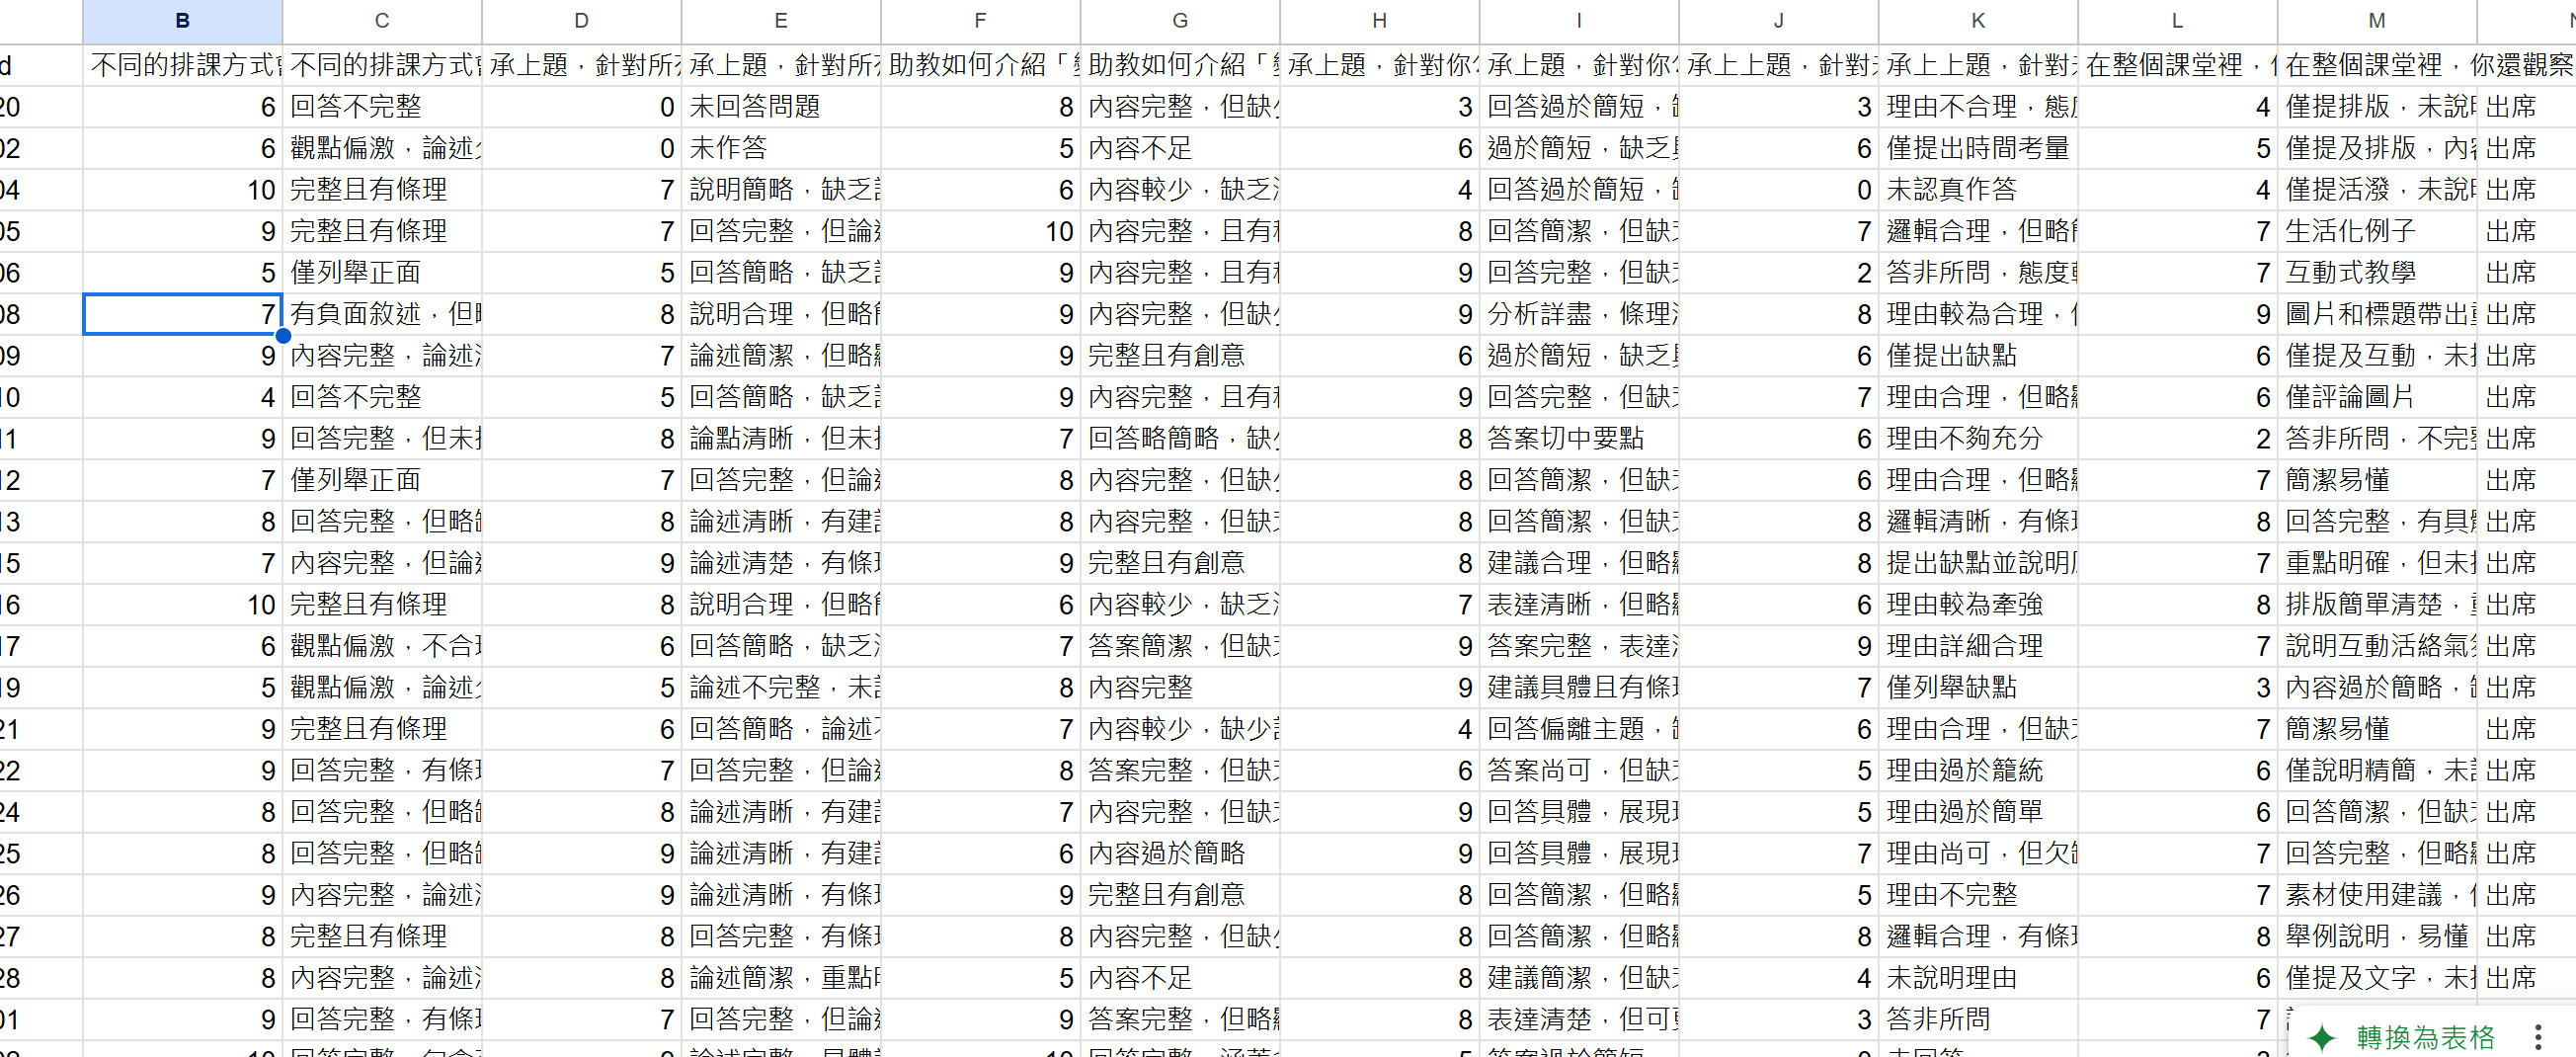 B C D E F G H I J K L M
d 不同的排課方式 不同的排課方式 承上題，針對所 承上題，針對所 助教如何介紹「 助教如何介紹「 承上題，針對你 承上題，針對你 承上上題，針對 承上上題，針對 在整個課堂裡， 在整個課堂裡，你還觀察
20 6 回答不完整 0 未回答問題 8 內容完整，但缺 3 回答過於簡短， 3 理由不合理，態 4 僅提排版，未說 出席
02 6 觀點偏激，論述 0 未作答 5 內容不足 6 過於簡短，缺乏 6 僅提出時間考量 5 僅提及排版，內 出席
04 10 完整且有條理 7 說明簡略，缺乏 6 內容較少，缺乏 4 回答過於簡短， 0 未認真作答 4 僅提活潑，未說 出席
05 9 完整且有條理 7 回答完整，但論 10 內容完整，且有 8 回答簡潔，但缺 7 邏輯合理，但略 7 生活化例子 出席
06 5 僅列舉正面 5 回答簡略，缺乏 9 內容完整，且有 9 回答完整，但缺 2 答非所問，態度 7 互動式教學 出席
08 7 有負面敘述，但 8 說明合理，但略 9 內容完整，但缺 9 分析詳盡，條理 8 理由較為合理， 9 圖片和標題帶出 出席
09 9 內容完整，論述 7 論述簡潔，但略 9 完整且有創意 6 過於簡短，缺乏 6 僅提出缺點 6 僅提及互動，未 出席
10 4 回答不完整 5 回答簡略，缺乏 9 內容完整，且有 9 回答完整，但缺 7 理由合理，但略 6 僅評論圖片 出席
11 9 回答完整，但未 8 論點清晰，但未 7 回答略簡略，缺 8 答案切中要點 6 理由不夠充分 2 答非所問，不完 出席
12 7 僅列舉正面 7 回答完整，但論 8 內容完整，但缺 8 回答簡潔，但缺 6 理由合理，但略 7 簡潔易懂 出席
13 8 回答完整，但略 8 論述清晰，有建 8 內容完整，但缺 8 回答簡潔，但缺 8 邏輯清晰，有條 8 回答完整，有具 出席
15 7 內容完整，但論 9 論述清楚，有條 9 完整且有創意 8 建議合理，但略 8 提出缺點並說明 7 重點明確，但未 出席
16 10 完整且有條理 8 說明合理，但略 6 內容較少，缺乏 7 表達清晰，但略 6 理由較為牽強 8 排版簡單清楚， 出席
17 6 觀點偏激，不合 6 回答簡略，缺乏 7 答案簡潔，但缺 9 答案完整，表達 9 理由詳細合理 7 說明互動活絡氣 出席
19 5 觀點偏激，論述 5 論述不完整，未 8 內容完整 9 建議具體且有條 7 僅列舉缺點 3 內容過於簡略， 出席
21 9 完整且有條理 6 回答簡略，論述 7 內容較少，缺少 4 回答偏離主題， 6 理由合理，但缺 7 簡潔易懂 出席
22 9 回答完整，有條 7 回答完整，但論 8 答案完整，但缺 6 答案尚可，但缺 5 理由過於籠統 6 僅說明精簡，未 出席
24 8 回答完整，但略 8 論述清晰，有建 7 內容完整，但缺 9 回答具體，展現 5 理由過於簡單 6 回答簡潔，但缺 出席
25 8 回答完整，但略 9 論述清晰，有建 6 內容過於簡略 9 回答具體，展現 7 理由尚可，但欠 7 回答完整，但略 出席
26 9 內容完整，論述 9 論述清晰，有條 9 完整且有創意 8 回答簡潔，但略 5 理由不完整 7 素材使用建議， 出席
27 8 完整且有條理 8 回答完整，有條 8 內容完整，但缺 8 回答簡潔，但略 8 邏輯合理，有條 8 舉例說明，易懂 出席
28 8 內容完整，論述 8 論述簡潔，重點 5 內容不足 8 建議簡潔，但缺 4 未說明理由 6 僅提及文字，未 出席
01 9 回答完整，有條 7 回答完整，但論 9 答案完整，但略 8 表達清楚，但可 3 答非所問 7
轉換為表格